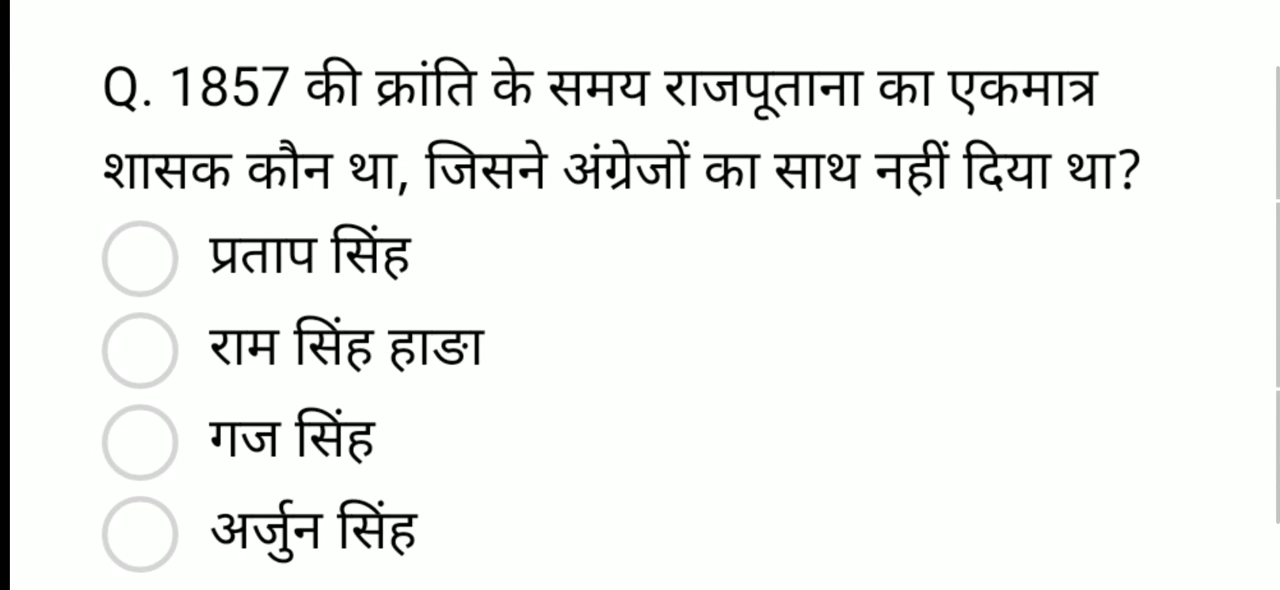 Q. 1857 की क्रांति के समय राजपूताना का एकमात्र
शासक कौन था, जिसने अंग्रेजों का साथ नहीं दिया था?
प्रताप सिंह
राम सिंह हाङा
गज सिंह
अर्जुन सिंह